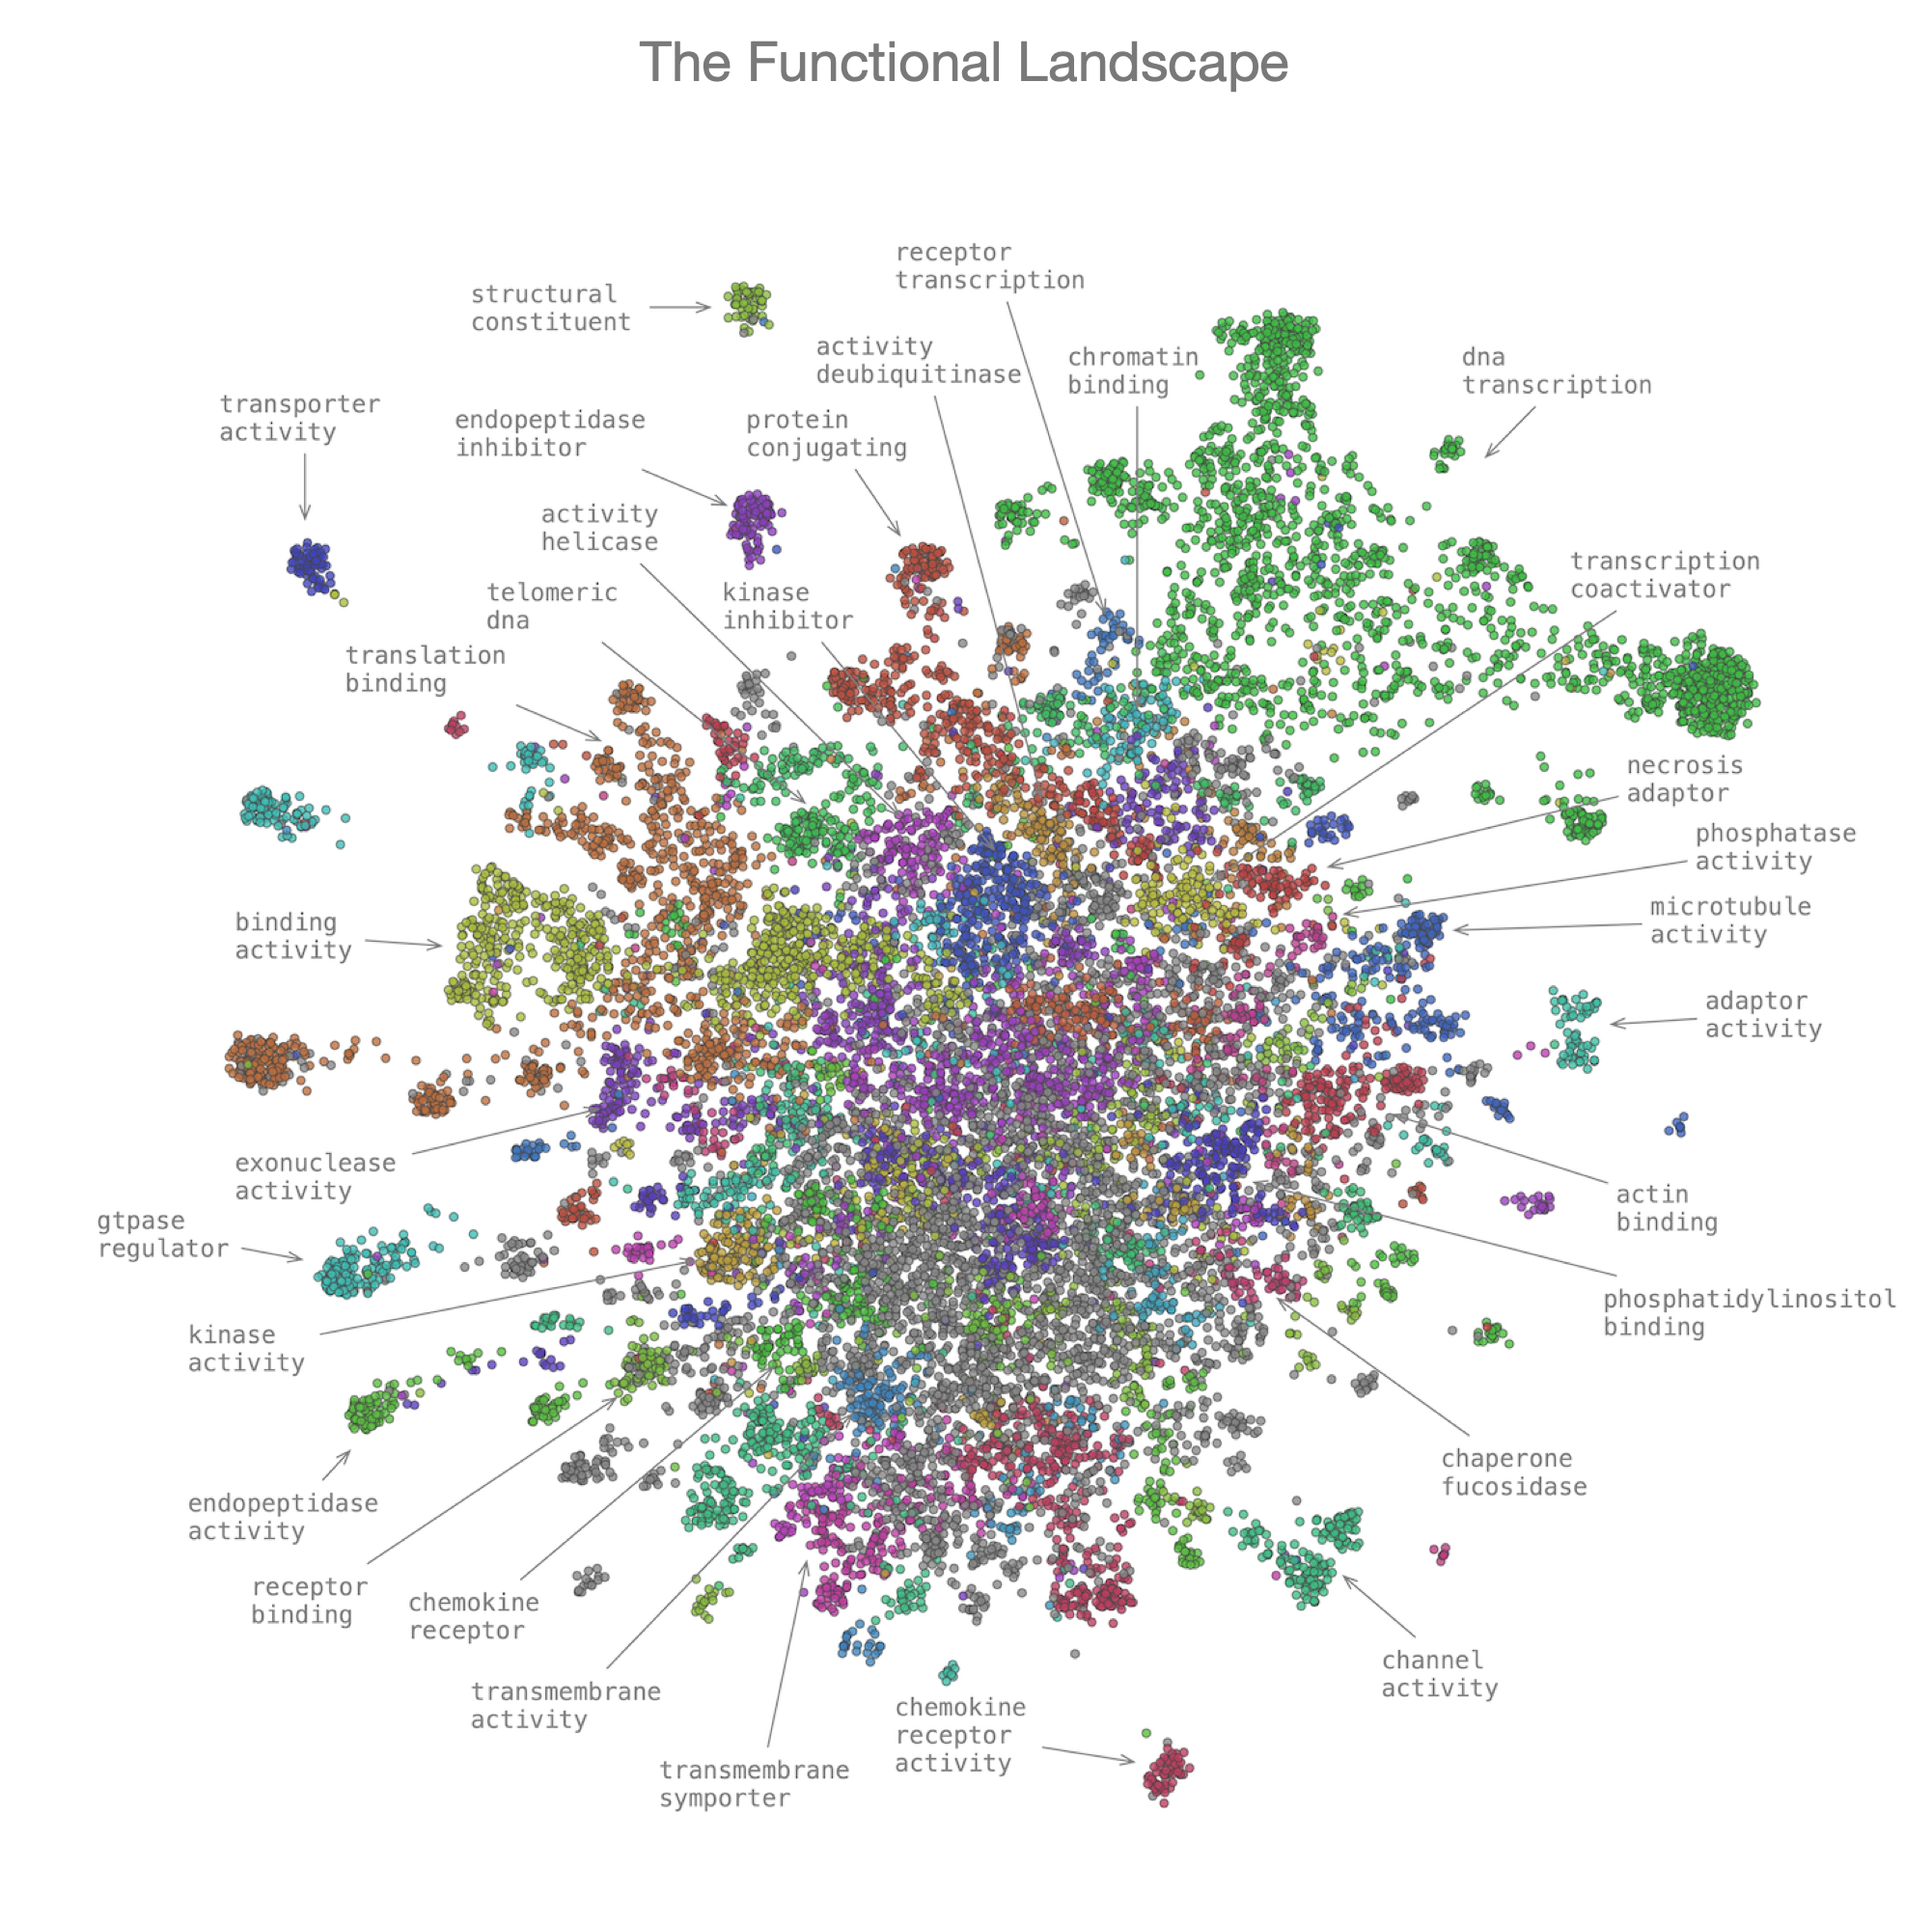 The Functional Landscape
receptor
transcription
structural
constituent
activity
deubiquitinase
chromatin
binding
dna
transcription
transporter
activity
endopeptidase
inhibitor
protein
conjugating
activity
helicase
transcription
coactivator
telomeric
dna
kinase
inhibitor
translation
binding
necrosis
adaptor
phosphatase
activity
microtubule
activity
binding
activity
adaptor
activity
exonuclease
activity
actin
binding
gtpase
regulator
phosphatidylinositol
binding
kinase
activity
chaperone
fucosidase
endopeptidase
activity
receptor
binding
chemokine
receptor
channel
activity
transmembrane
activity
chemokine
receptor
activity
transmembrane
symporter